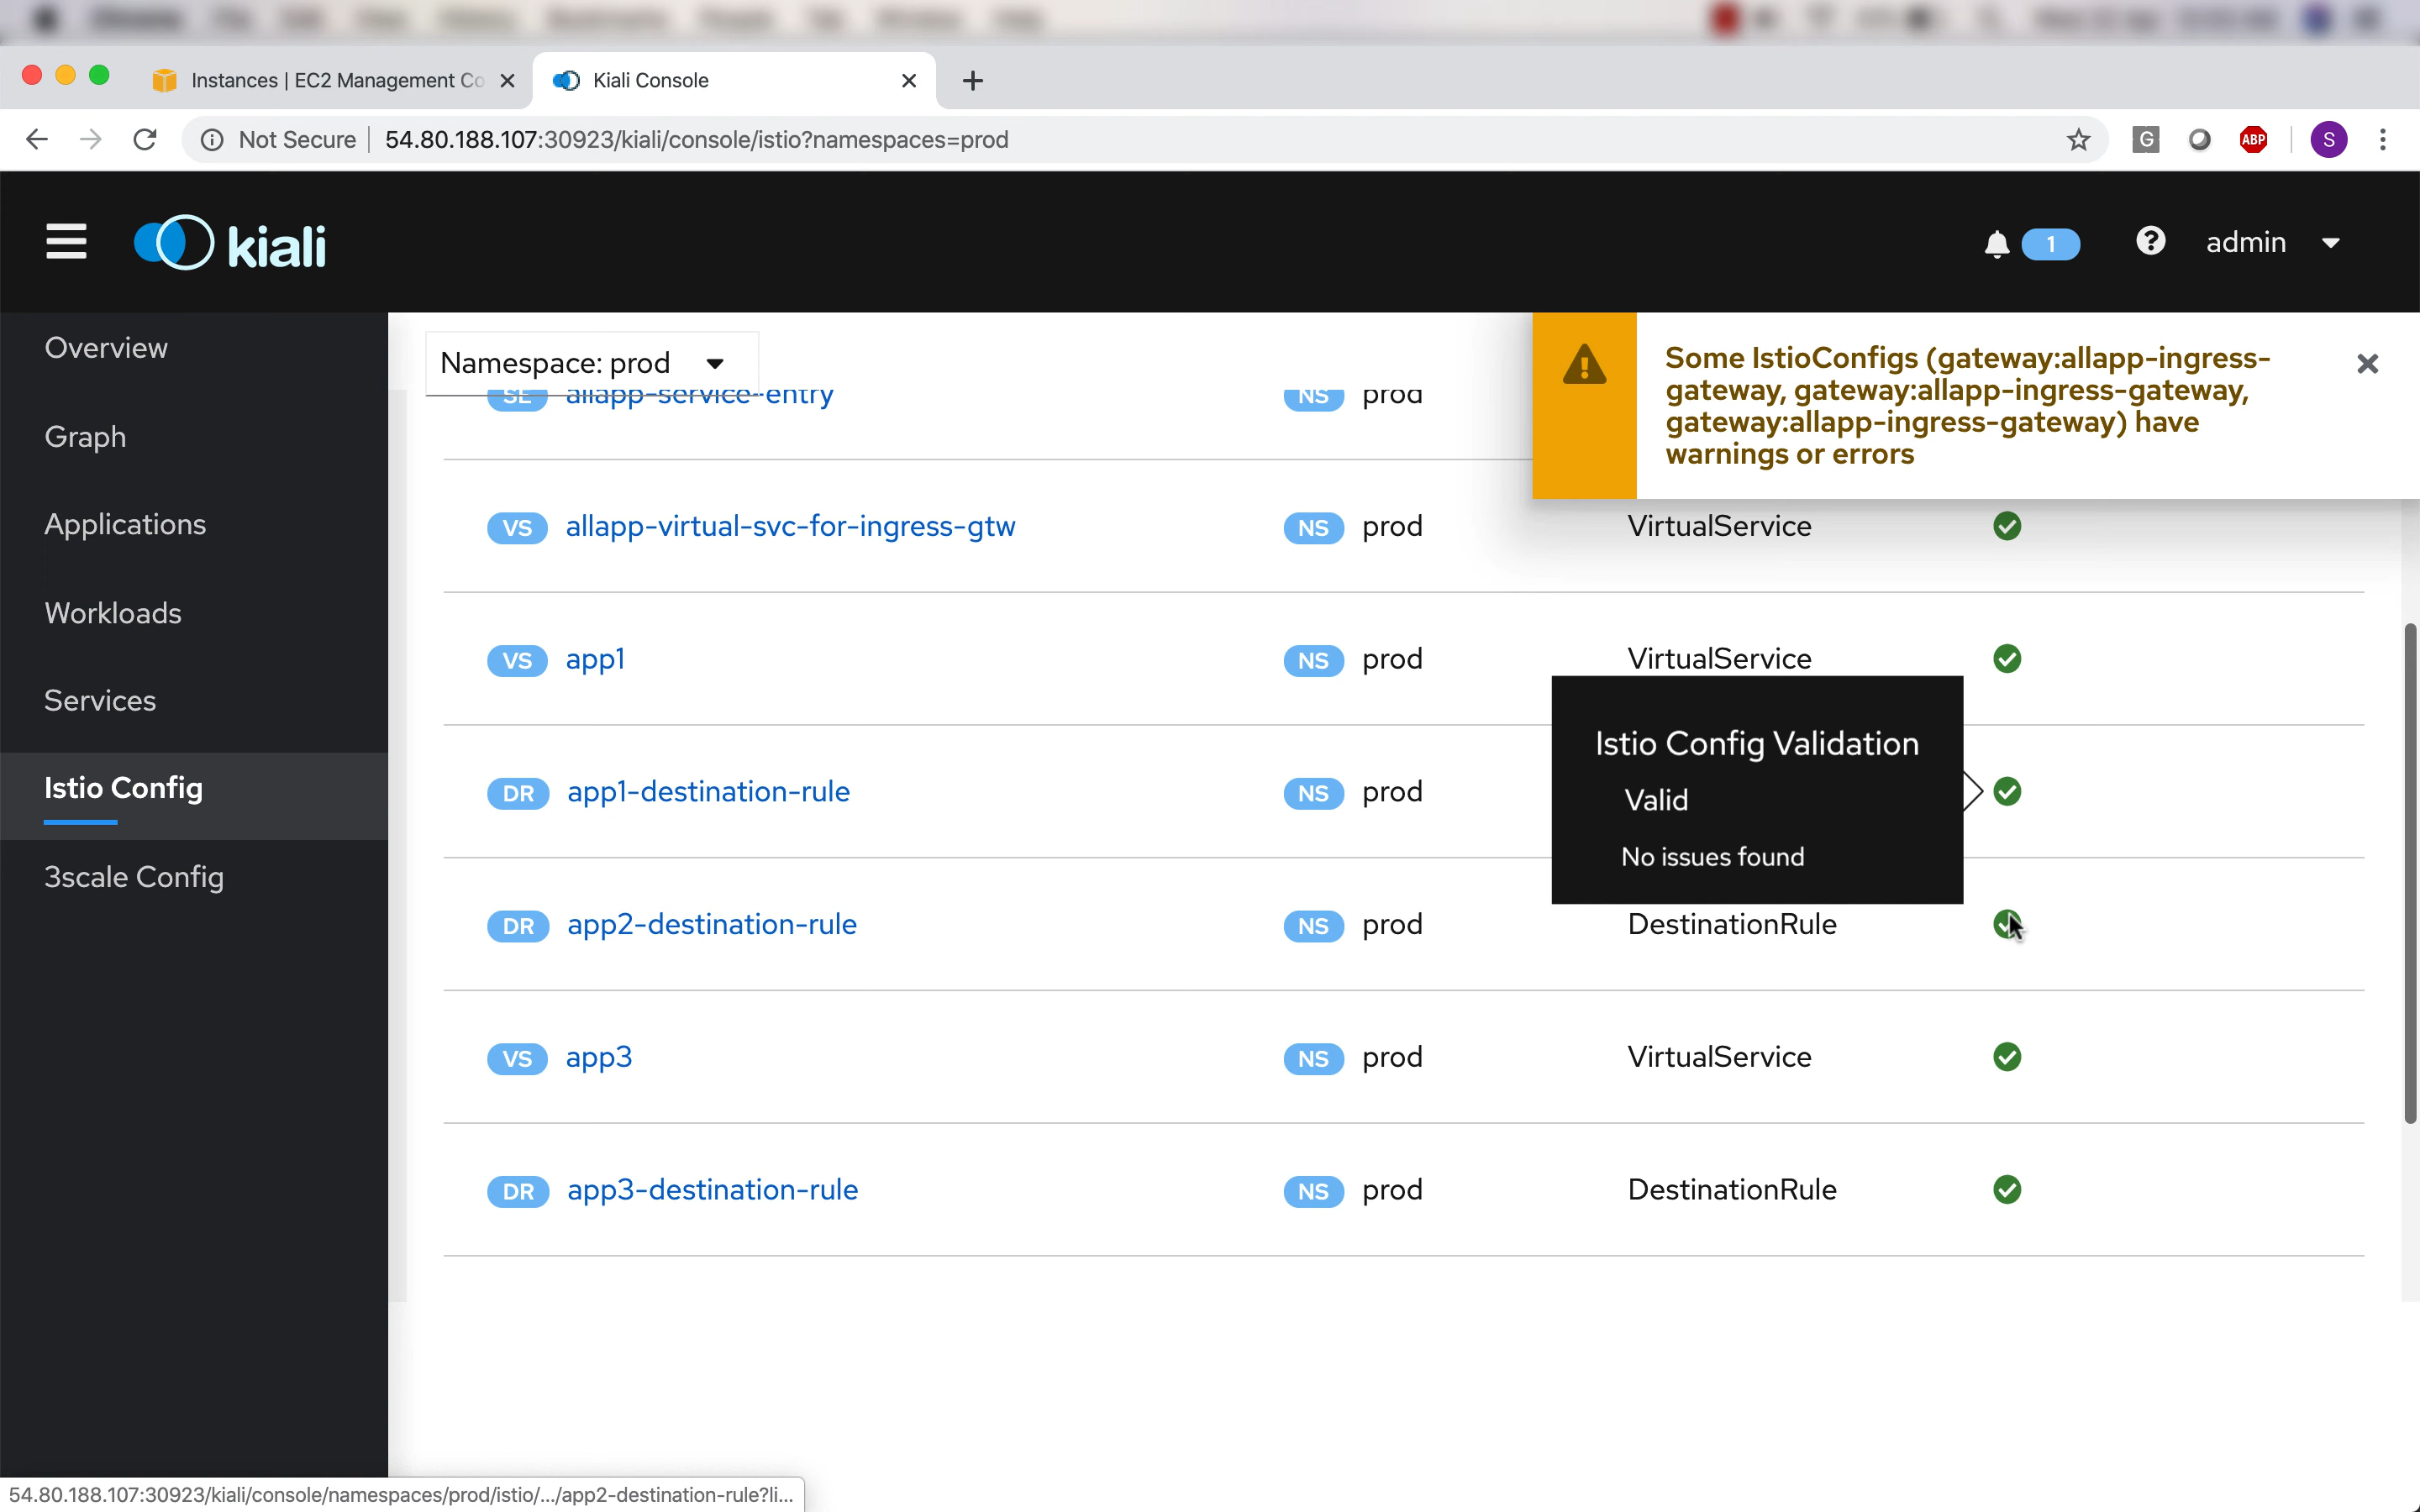 Instances | EC2 Management Co
Kiali Console
Not Secure
54.80.188.107:30923/kiali/console/istio?namespaces=prod
G
ABP
S
kiali
1
?
admin
Overview
Graph
Applications
Workloads
Services
Istio Config
3scale Config
Namespace: prod
Some IstioConfigs (gateway:allapp-ingress-
gateway, gateway:allapp-ingress-gateway,
gateway:allapp-ingress-gateway) have
warnings or errors
SE allapp-service-entry NS prod
VS allapp-virtual-svc-for-ingress-gtw NS prod VirtualService
VS app1 NS prod VirtualService
DR app1-destination-rule NS prod
Istio Config Validation
Valid
No issues found
DR app2-destination-rule NS prod DestinationRule
VS app3 NS prod VirtualService
DR app3-destination-rule NS prod DestinationRule
54.80.188.107:30923/kiali/console/namespaces/prod/istio/.../app2-destination-rule?li...